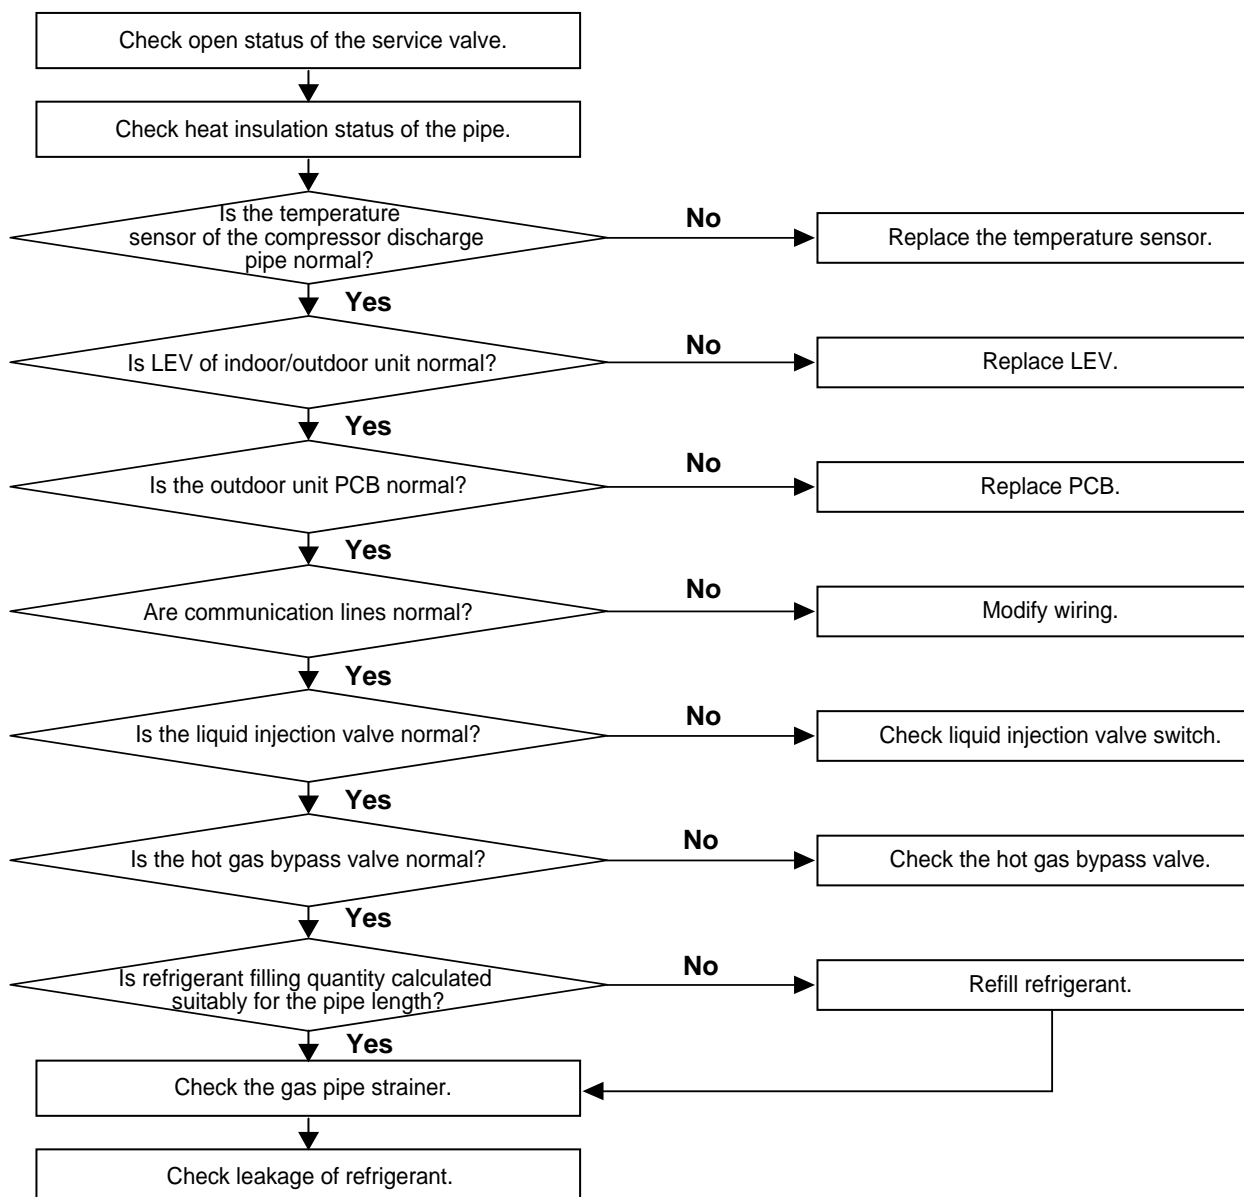 Check open status of the service valve.
Check heat insulation status of the pipe.
Is the temperature
sensor of the compressor discharge
pipe normal?
No
Replace the temperature sensor.
Yes
Is LEV of indoor/outdoor unit normal?
No
Replace LEV.
Yes
Is the outdoor unit PCB normal?
No
Replace PCB.
Yes
Are communication lines normal?
No
Modify wiring.
Yes
Is the liquid injection valve normal?
No
Check liquid injection valve switch.
Yes
Is the hot gas bypass valve normal?
No
Check the hot gas bypass valve.
Yes
Is refrigerant filling quantity calculated
suitably for the pipe length?
No
Refill refrigerant.
Yes
Check the gas pipe strainer.
Check leakage of refrigerant.